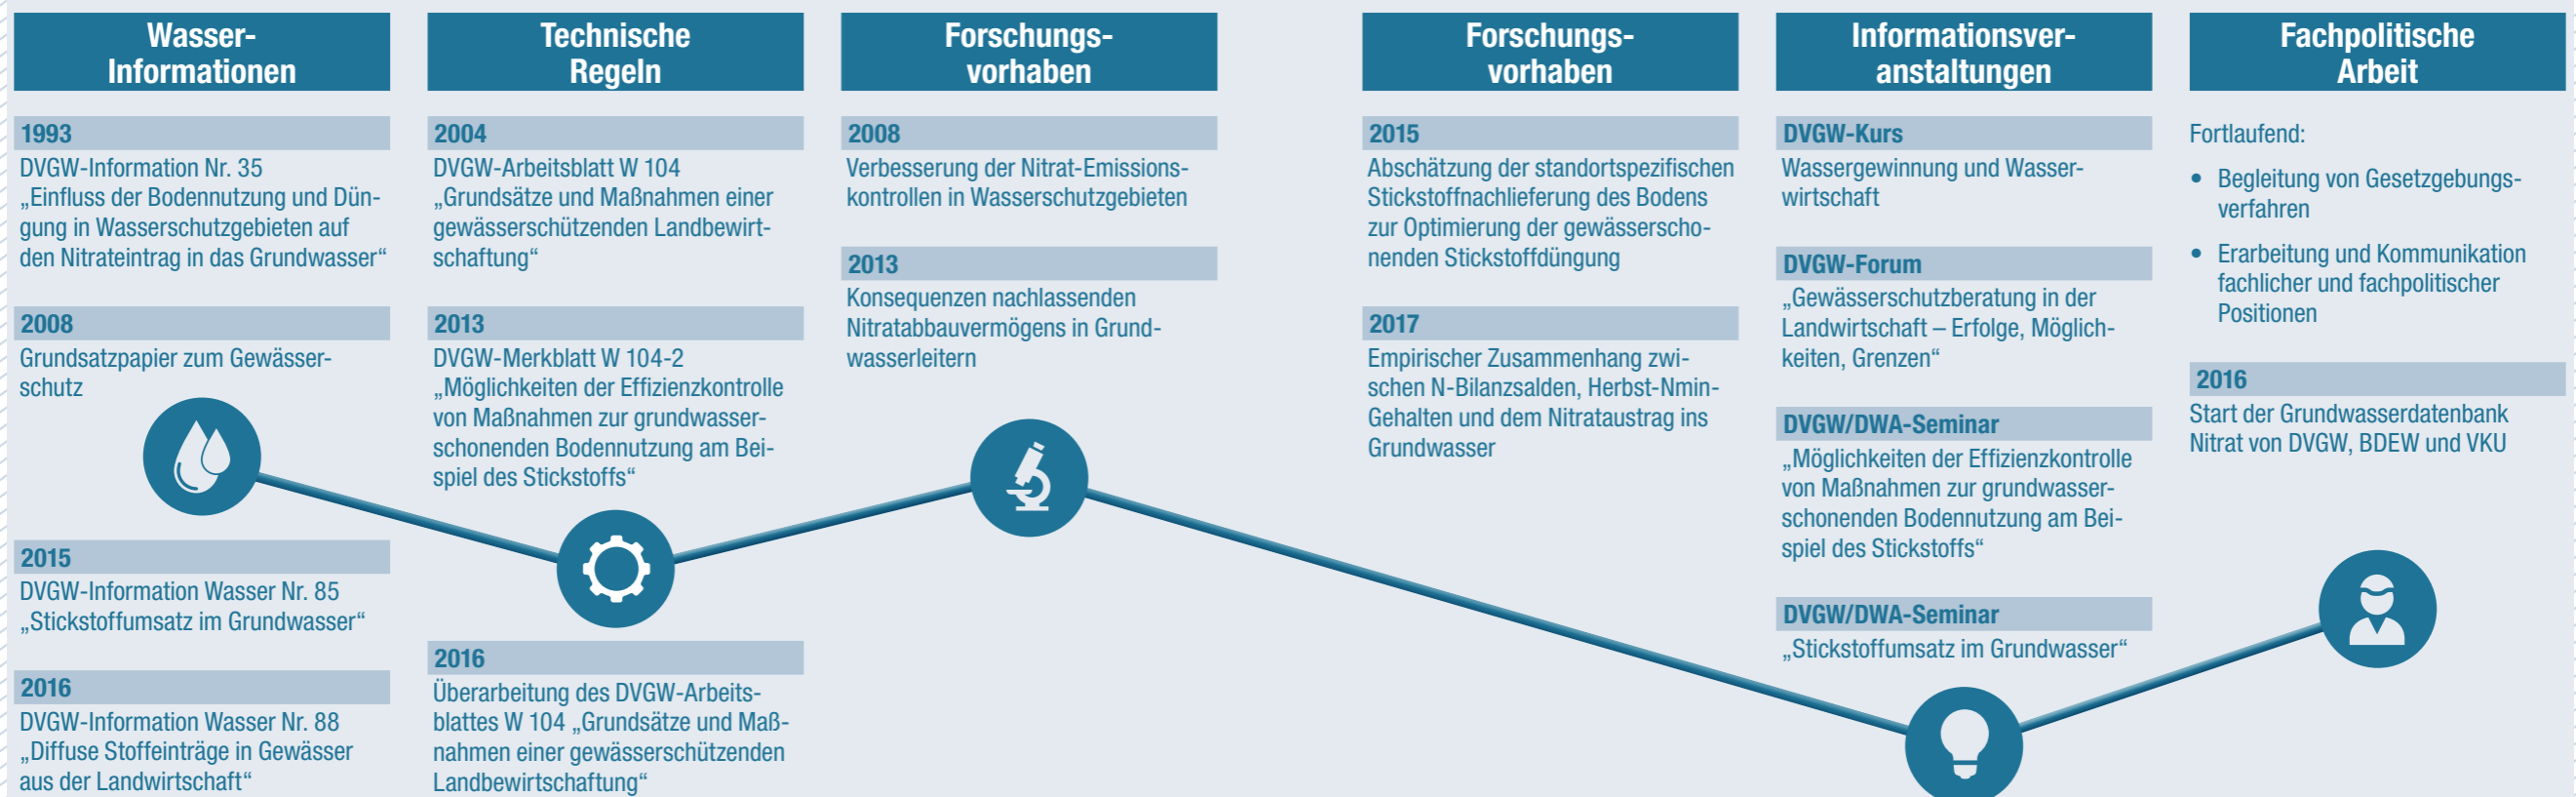 Wasser-
Informationen
1993
DVGW-Information Nr. 35
„Einfluss der Bodennutzung und Dün-
gung in Wasserschutzgebieten auf
den Nitrateintrag in das Grundwasser“
2008
Grundsatzpapier zum Gewässer-
schutz
2015
DVGW-Information Wasser Nr. 85
„Stickstoffumsatz im Grundwasser“
2016
DVGW-Information Wasser Nr. 88
„Diffuse Stoffeinträge in Gewässer
aus der Landwirtschaft“
Technische
Regeln
2004
DVGW-Arbeitsblatt W 104
„Grundsätze und Maßnahmen einer
gewässerschützenden Landbewirt-
schaftung“
2013
DVGW-Merkblatt W 104-2
„Möglichkeiten der Effizienzkontrolle
von Maßnahmen zur grundwasser-
schonenden Bodennutzung am Bei-
spiel des Stickstoffs“
2016
Überarbeitung des DVGW-Arbeits-
blattes W 104 „Grundsätze und Maß-
nahmen einer gewässerschützenden
Landbewirtschaftung“
Forschungs-
vorhaben
2008
Verbesserung der Nitrat-Emissions-
kontrollen in Wasserschutzgebieten
2013
Konsequenzen nachlassenden
Nitratabbauvermögens in Grund-
wasserleitern
Forschungs-
vorhaben
2015
Abschätzung der standortspezifischen
Stickstoffnachlieferung des Bodens
zur Optimierung der gewässerscho-
nenden Stickstoffdüngung
2017
Empirischer Zusammenhang zwi-
schen N-Bilanzsalden, Herbst-Nmin-
Gehalten und dem Nitrataustrag ins
Grundwasser
Informationsver-
anstaltungen
DVGW-Kurs
Wassergewinnung und Wasser-
wirtschaft
DVGW-Forum
„Gewässerschutzberatung in der
Landwirtschaft – Erfolge, Möglich-
keiten, Grenzen“
DVGW/DWA-Seminar
„Möglichkeiten der Effizienzkontrolle
von Maßnahmen zur grundwasser-
schonenden Bodennutzung am Bei-
spiel des Stickstoffs“
DVGW/DWA-Seminar
„Stickstoffumsatz im Grundwasser“
Fachpolitische
Arbeit
Fortlaufend:
• Begleitung von Gesetzgebungs-
verfahren
• Erarbeitung und Kommunikation
fachlicher und fachpolitischer
Positionen
2016
Start der Grundwasserdatenbank
Nitrat von DVGW, BDEW und VKU